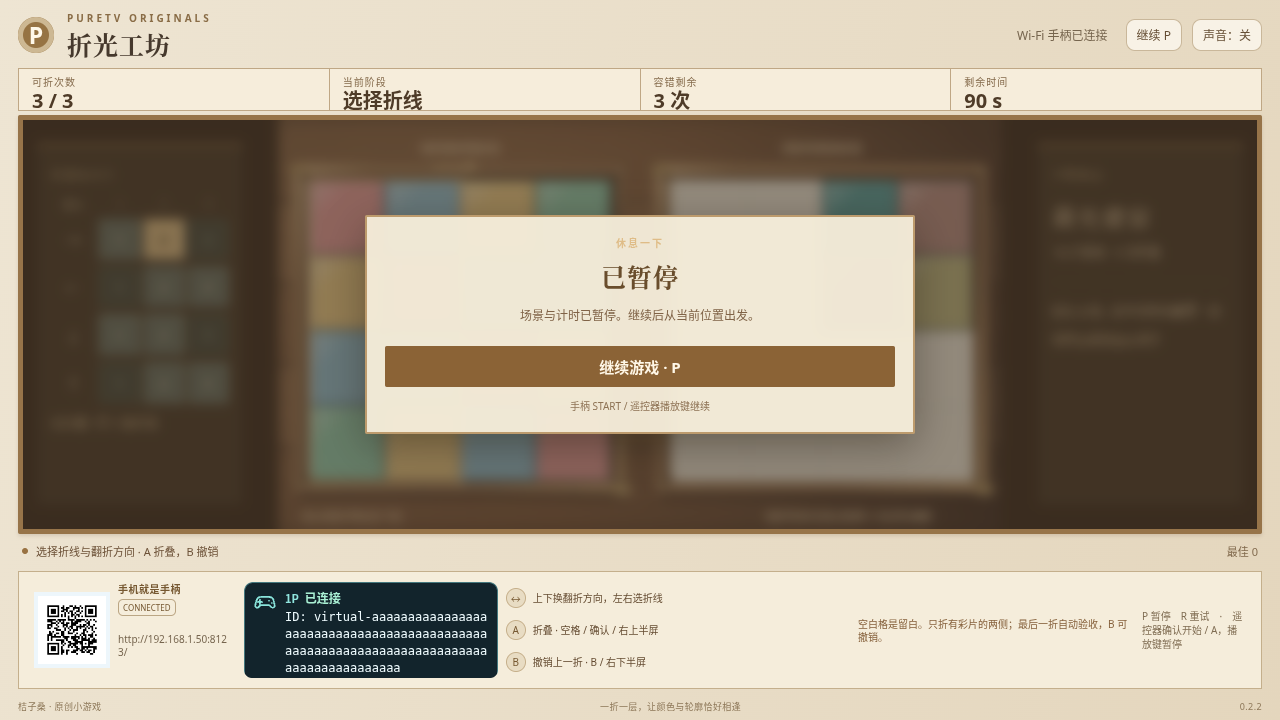 P
PURETV ORIGINALS
折光工坊
Wi-Fi 手柄已连接
继续 P
声音：关
可折次数
3 / 3
当前阶段
选择折线
容错剩余
3 次
剩余时间
90 s
休息一下
已暂停
场景与计时已暂停。继续后从当前位置出发。
继续游戏 · P
手柄 START / 遥控器播放键继续
选择折线与翻折方向 · A 折叠，B 撤销
最佳 0
手机就是手柄
CONNECTED
http://192.168.1.50:812
3/
1P 已连接
ID: virtual-aaaaaaaaaaaaaaaa
aaaaaaaaaaaaaaaaaaaaaaaaaaaa
aaaaaaaaaaaaaaaaaaaaaaaaaaaa
aaaaaaaaaaaaaaaa
↔ 上下换翻折方向，左右选折线
A 折叠 · 空格 / 确认 / 右上半屏
B 撤销上一折 · B / 右下半屏
空白格是留白。只折有彩片的两侧；最后一折自动验收，B 可
撤销。
P 暂停　R 重试　·　遥
控器确认开始 / A，播
放键暂停
桔子桑 · 原创小游戏
一折一层，让颜色与轮廓恰好相逢
0.2.2